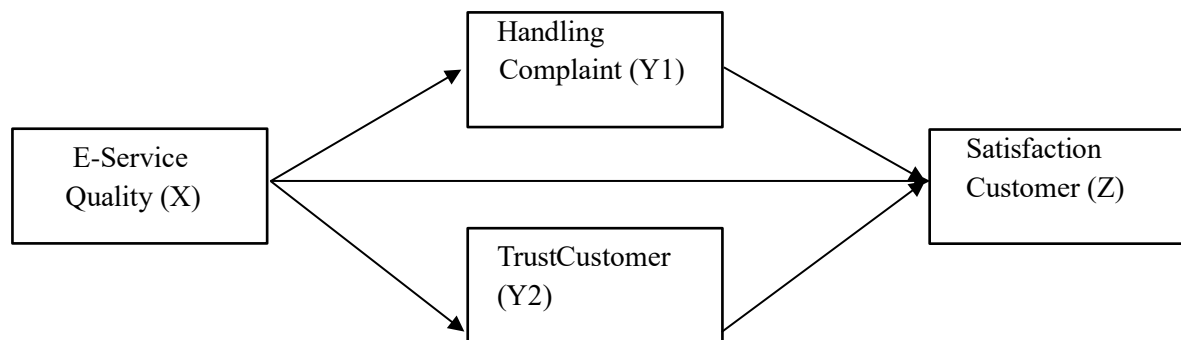 Handling
Complaint (Y1)
E-Service
Quality (X)
Satisfaction
Customer (Z)
TrustCustomer
(Y2)